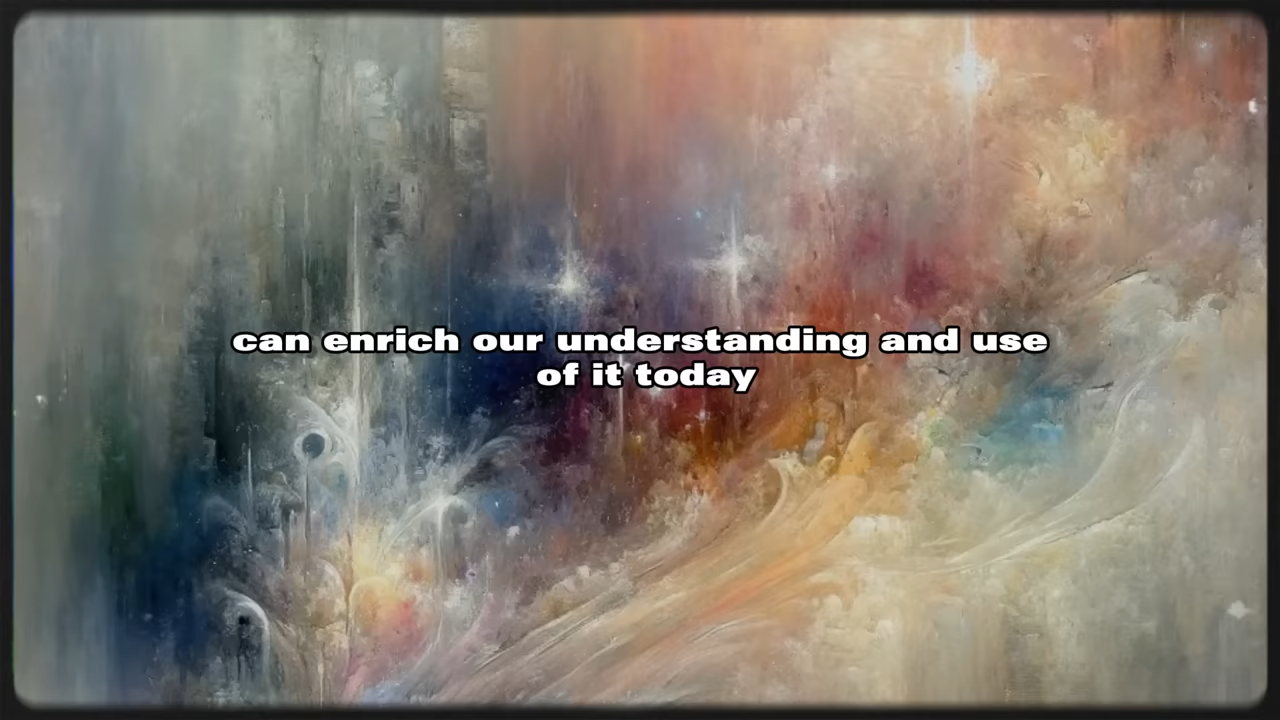 can enrich our understanding and use
of it today